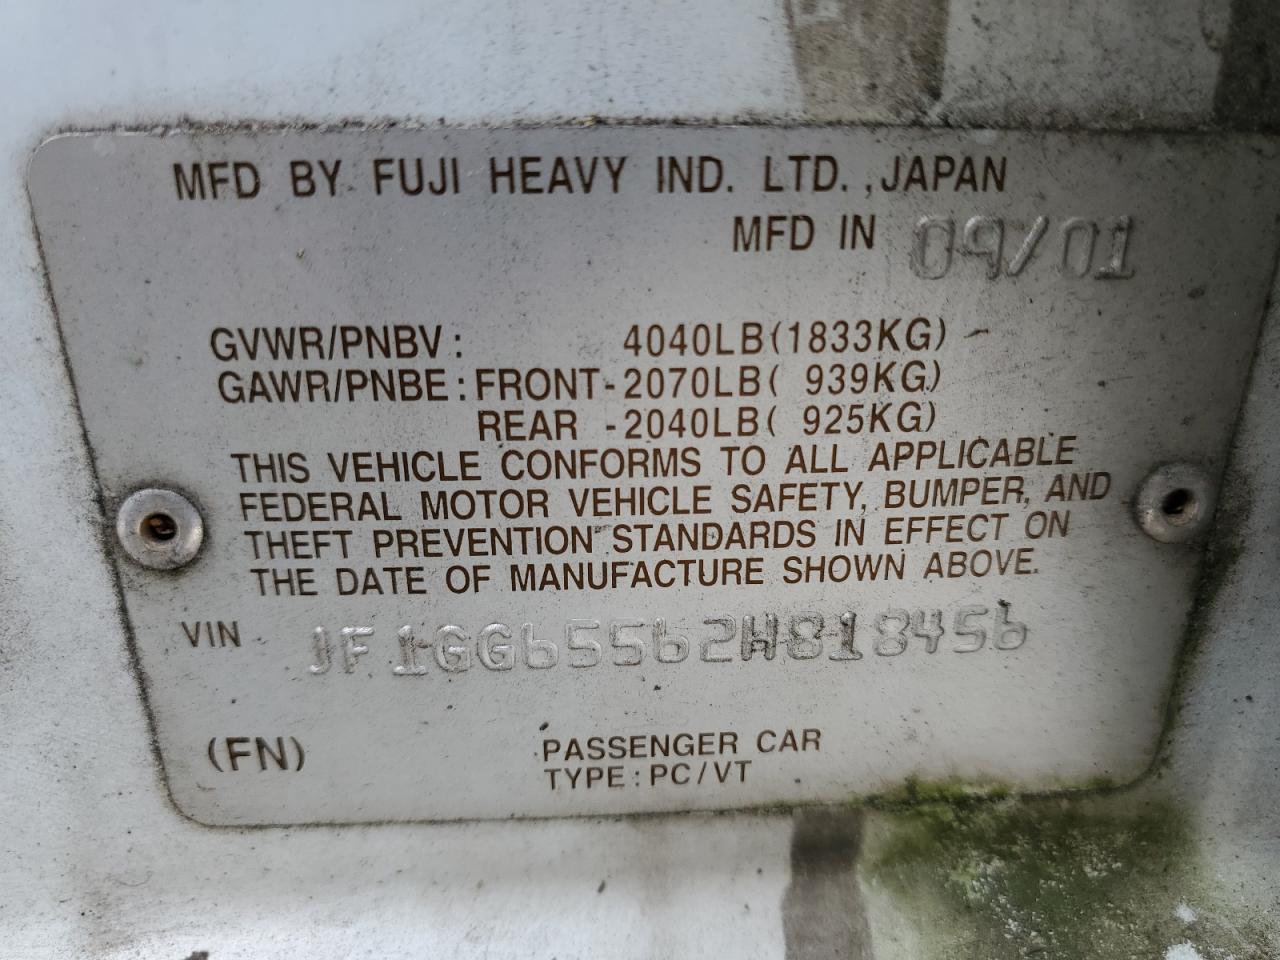 MFD BY FUJI HEAVY IND. LTD., JAPAN
MFD IN 09/01
GVWR/PNBV: 4040LB(1833KG)
GAWR/PNBE: FRONT-2070LB( 939KG)
REAR -2040LB( 925KG)
THIS VEHICLE CONFORMS TO ALL APPLICABLE
FEDERAL MOTOR VEHICLE SAFETY, BUMPER, AND
THEFT PREVENTION STANDARDS IN EFFECT ON
THE DATE OF MANUFACTURE SHOWN ABOVE.
VIN JF1GG65562H818456
(FN) PASSENGER CAR
TYPE: PC/VT